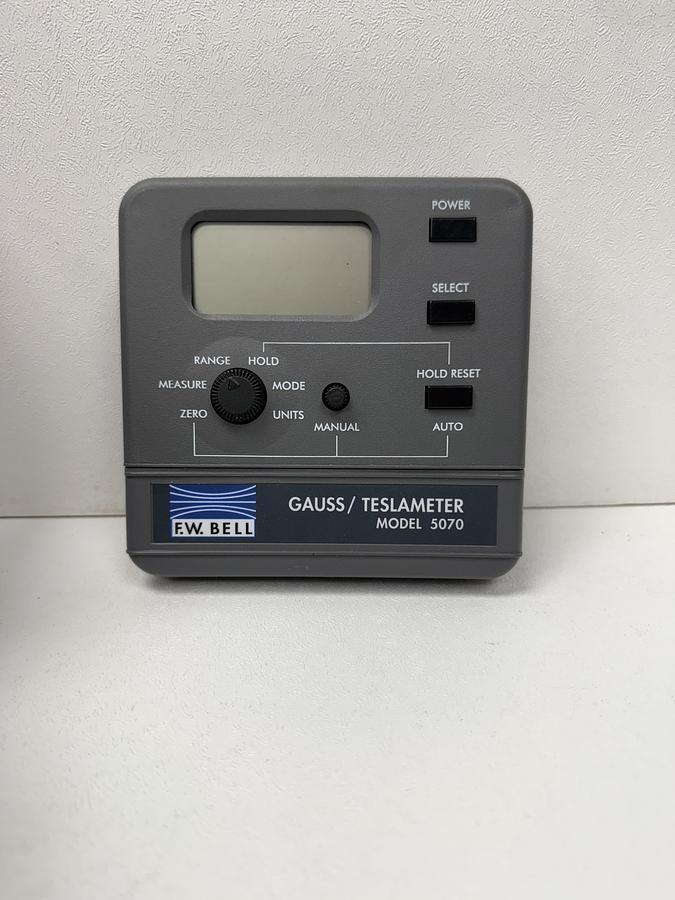 POWER
SELECT
RANGE HOLD
HOLD RESET
MEASURE MODE
ZERO UNITS
MANUAL AUTO
F.W. BELL
GAUSS/ TESLAMETER
MODEL 5070